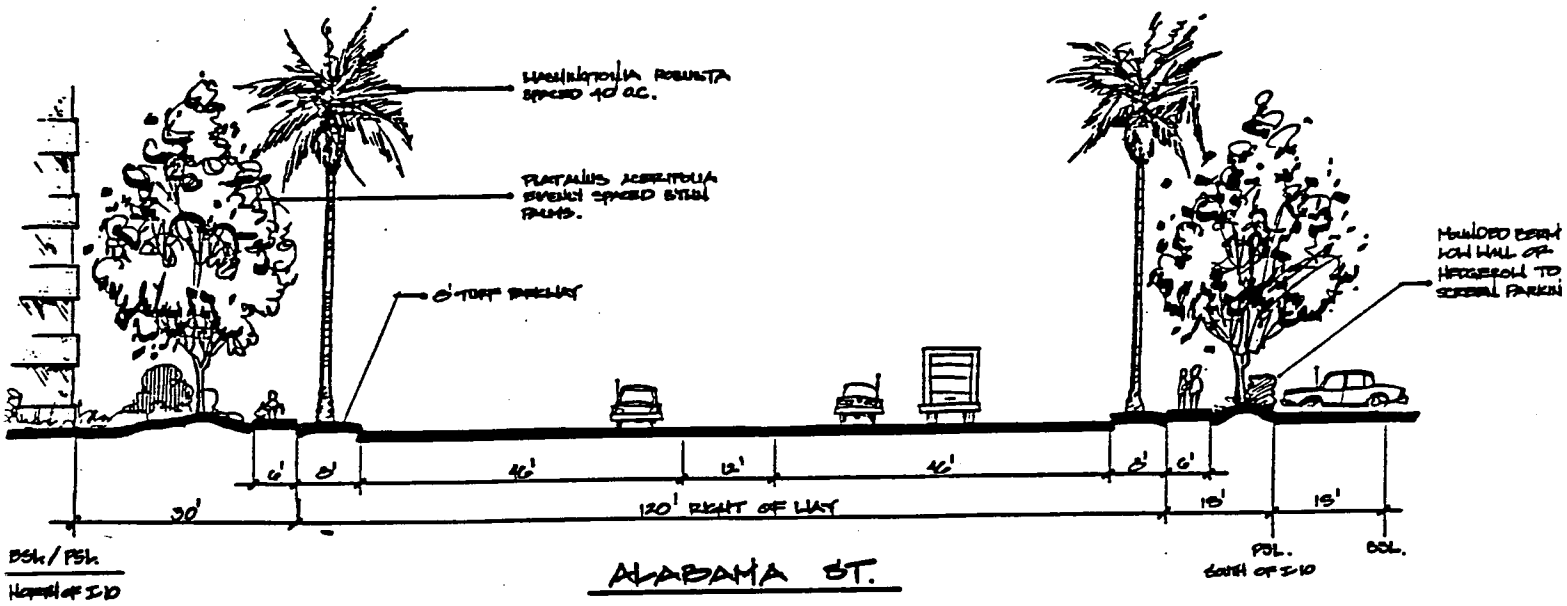 WASHINGTONIA ROBUSTA
SPACED 40 O.C.
PLATANUS ACERIFOLIA
EVENLY SPACED BTWN
PALMS.
8' TURF PARKWAY
MOUNDED BERM
LOW WALL OR
HEDGEROW TO
SCREEN PARKIN
6' 8' 46' 12' 46' 8' 6'
30' 120' RIGHT OF WAY 15' 15'
BSL/PSL
NORTH OF I-10
ALABAMA ST.
PSL. BSL.
SOUTH OF I-10